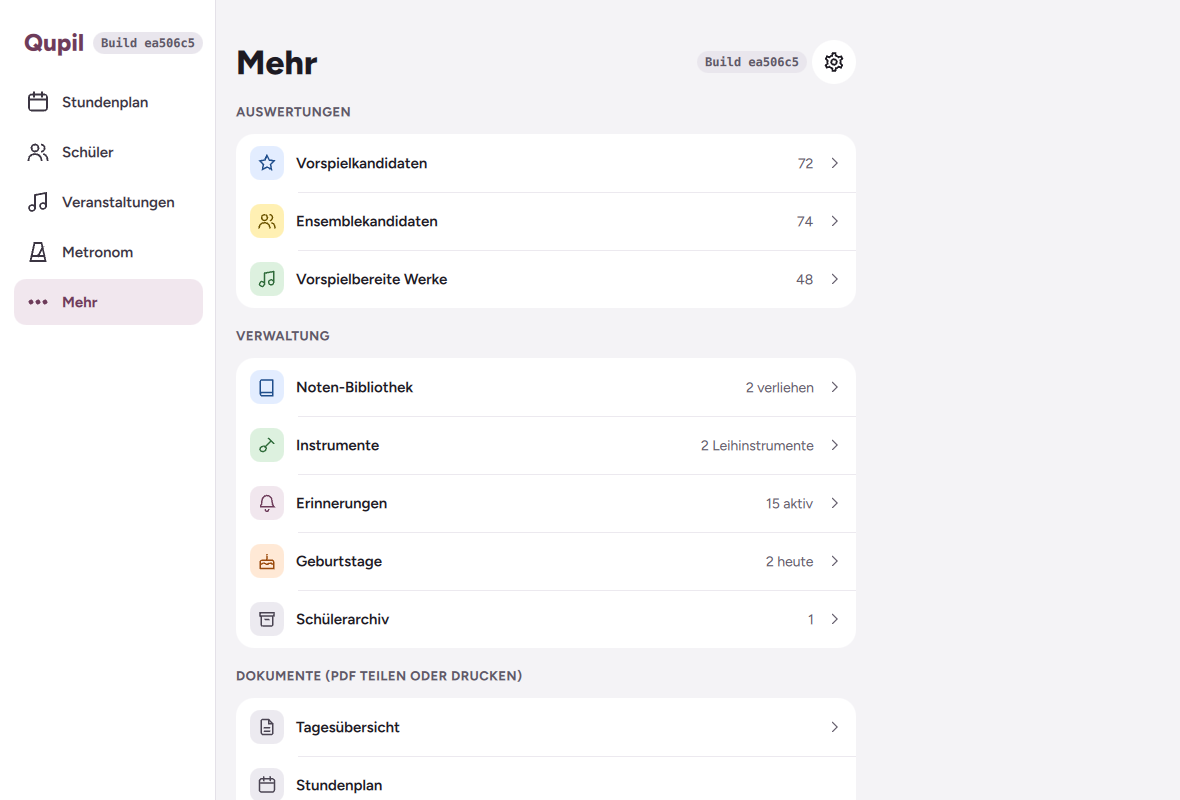 Qupil Build ea506c5
Stundenplan
Schüler
Veranstaltungen
Metronom
Mehr
Mehr Build ea506c5
AUSWERTUNGEN
Vorspielkandidaten 72
Ensemblekandidaten 74
Vorspielbereite Werke 48
VERWALTUNG
Noten-Bibliothek 2 verliehen
Instrumente 2 Leihinstrumente
Erinnerungen 15 aktiv
Geburtstage 2 heute
Schülerarchiv 1
DOKUMENTE (PDF TEILEN ODER DRUCKEN)
Tagesübersicht
Stundenplan